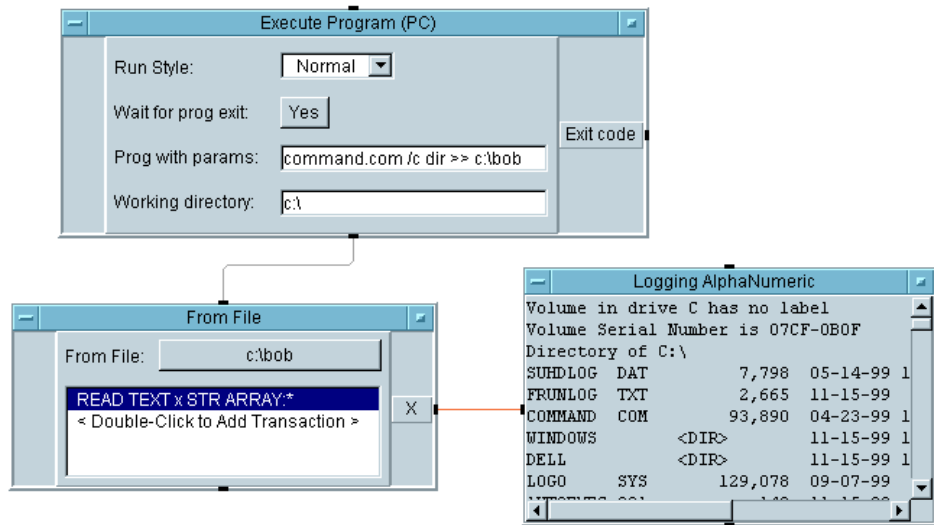 Execute Program (PC)
Run Style: Normal
Wait for prog exit: Yes
Exit code
Prog with params: command.com /c dir >> c:\bob
Working directory: c:\
From File
From File: c:\bob
READ TEXT x STR ARRAY:*
< Double-Click to Add Transaction >
X
Logging AlphaNumeric
Volume in drive C has no label
Volume Serial Number is 07CF-0B0F
Directory of C:\
SUHDLOG DAT 7,798 05-14-99 1
FRUNLOG TXT 2,665 11-15-99
COMMAND COM 93,890 04-23-99 1
WINDOWS <DIR> 11-15-99 1
DELL <DIR> 11-15-99 1
LOGO SYS 129,078 09-07-99